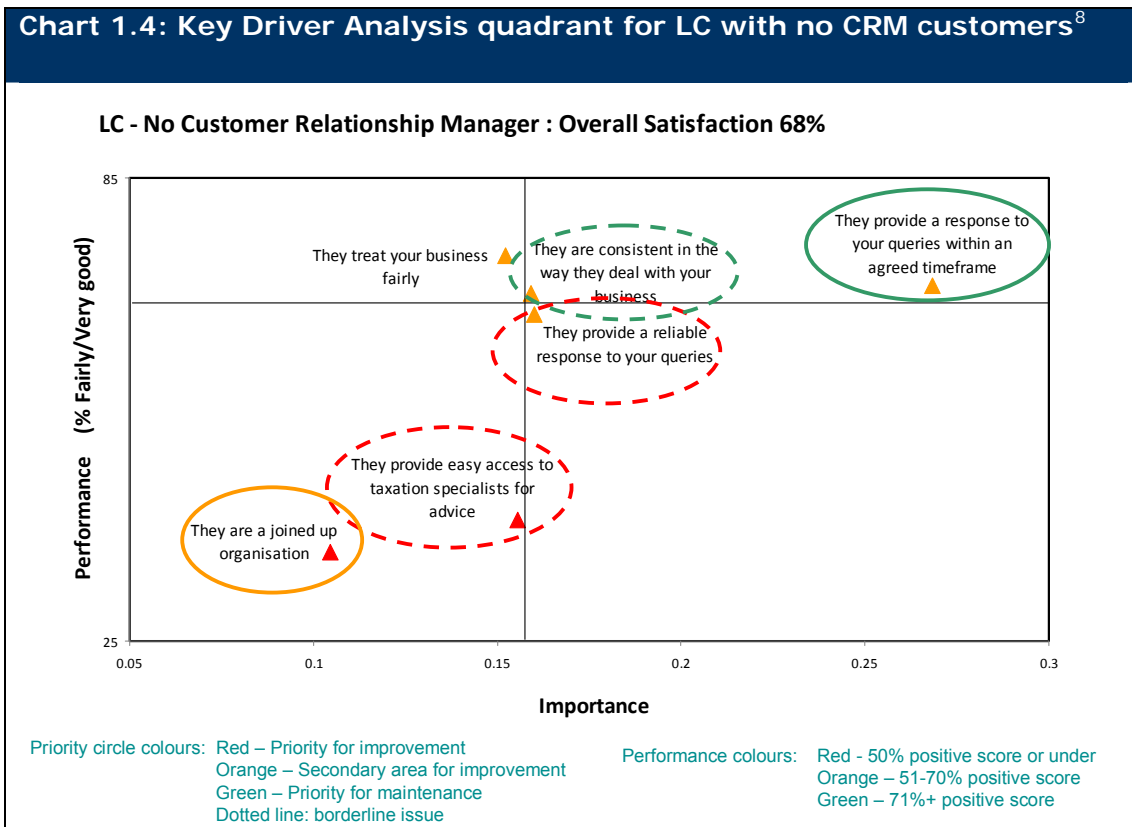 Chart 1.4: Key Driver Analysis quadrant for LC with no CRM customers8
LC - No Customer Relationship Manager : Overall Satisfaction 68%
85
Performance (% Fairly/Very good)
They treat your business
fairly
They are consistent in the
way they deal with your
business
They provide a response to
your queries within an
agreed timeframe
They provide a reliable
response to your queries
They provide easy access to
taxation specialists for
advice
They are a joined up
organisation
25
0.05
0.1
0.15
0.2
0.25
0.3
Importance
Priority circle colours: Red – Priority for improvement
Orange – Secondary area for improvement
Green – Priority for maintenance
Dotted line: borderline issue
Performance colours: Red - 50% positive score or under
Orange – 51-70% positive score
Green – 71%+ positive score